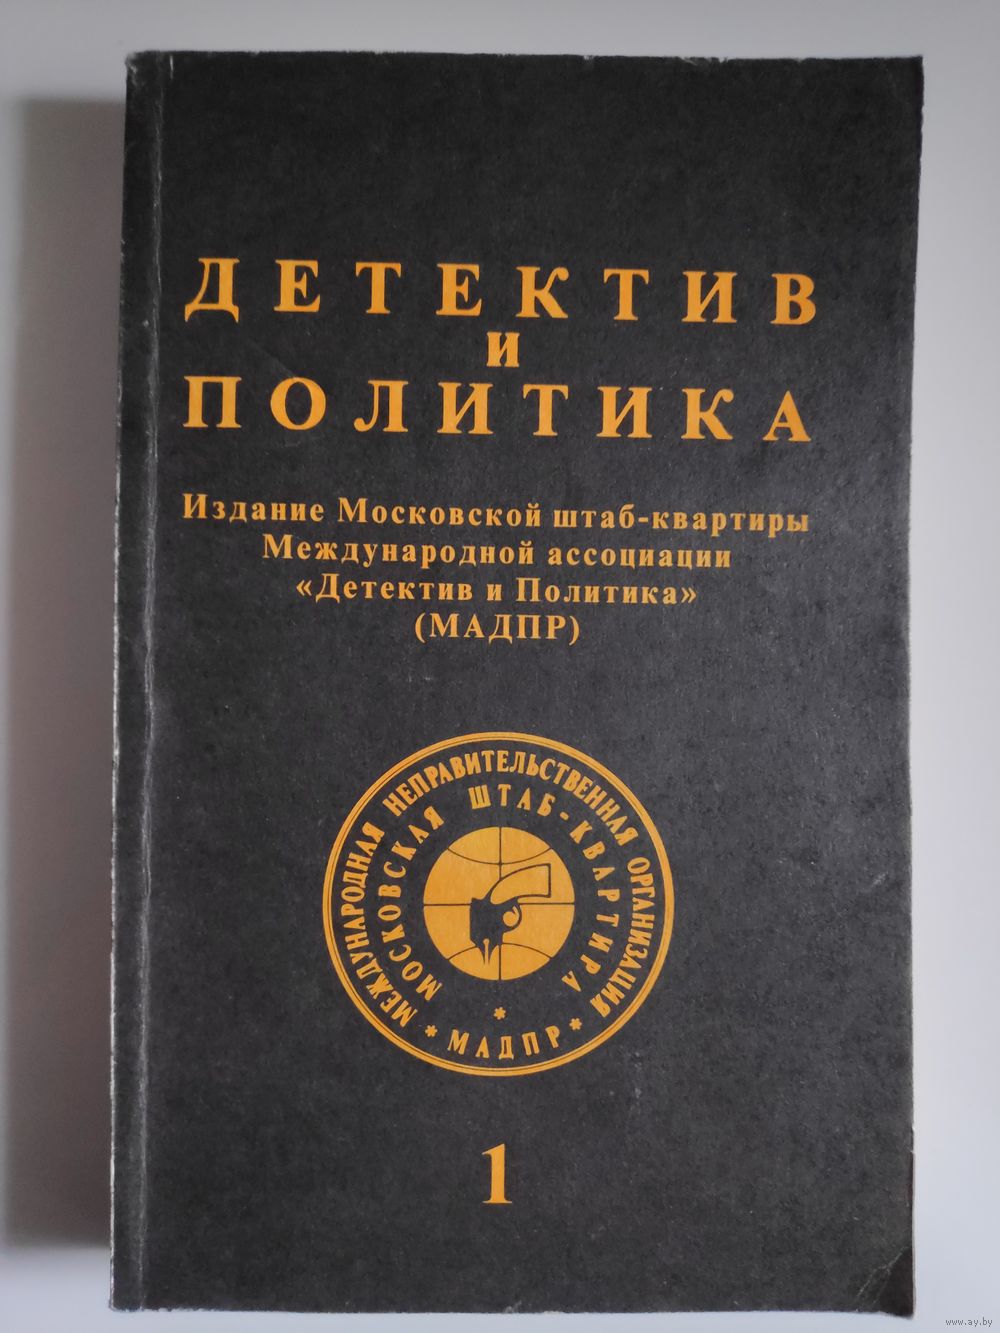 ДЕТЕКТИВ
И
ПОЛИТИКА
Издание Московской штаб-квартиры
Международной ассоциации
«Детектив и Политика»
(МАДПР)
МЕЖДУНАРОДНАЯ НЕПРАВИТЕЛЬСТВЕННАЯ ОРГАНИЗАЦИЯ
МОСКОВСКАЯ ШТАБ-КВАРТИРА
* МАДПР *
*
1
www.ay.by